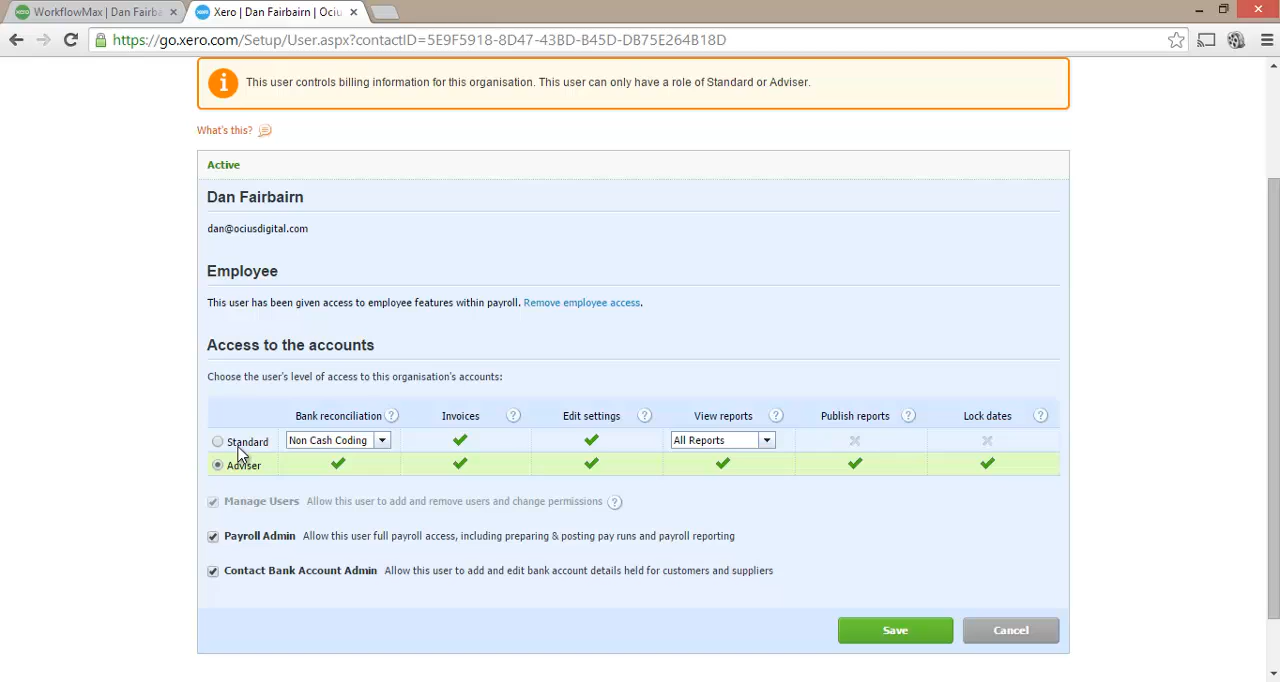 WorkflowMax | Dan Fairba
Xero | Dan Fairbairn | Ociu
https://go.xero.com/Setup/User.aspx?contactID=5E9F5918-8D47-43BD-B45D-DB75E264B18D
This user controls billing information for this organisation. This user can only have a role of Standard or Adviser.
What's this?
Active
Dan Fairbairn
dan@ociusdigital.com
Employee
This user has been given access to employee features within payroll. Remove employee access.
Access to the accounts
Choose the user's level of access to this organisation's accounts:
Bank reconciliation ? Invoices ? Edit settings ? View reports ? Publish reports ? Lock dates ?
Standard Non Cash Coding All Reports
Adviser
Manage Users Allow this user to add and remove users and change permissions ?
Payroll Admin Allow this user full payroll access, including preparing & posting pay runs and payroll reporting
Contact Bank Account Admin Allow this user to add and edit bank account details held for customers and suppliers
Save Cancel